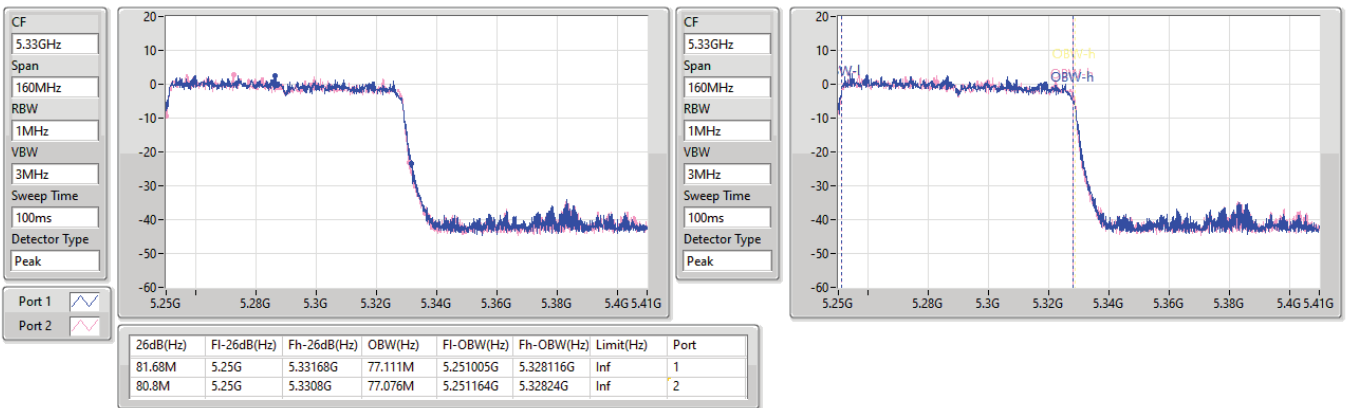 CF
5.33GHz
Span
160MHz
RBW
1MHz
VBW
3MHz
Sweep Time
100ms
Detector Type
Peak
Port 1
Port 2
20
10
0
-10
-20
-30
-40
-50
-60
5.25G 5.28G 5.3G 5.32G 5.34G 5.36G 5.38G 5.4G 5.41G
CF
5.33GHz
Span
160MHz
RBW
1MHz
VBW
3MHz
Sweep Time
100ms
Detector Type
Peak
20
10
0
-10
-20
-30
-40
-50
-60
W-l
OBW-h
OBW-h
5.25G 5.28G 5.3G 5.32G 5.34G 5.36G 5.38G 5.4G 5.41G
26dB(Hz) Fl-26dB(Hz) Fh-26dB(Hz) OBW(Hz) Fl-OBW(Hz) Fh-OBW(Hz) Limit(Hz) Port
81.68M 5.25G 5.33168G 77.111M 5.251005G 5.328116G Inf 1
80.8M 5.25G 5.3308G 77.076M 5.251164G 5.32824G Inf 2